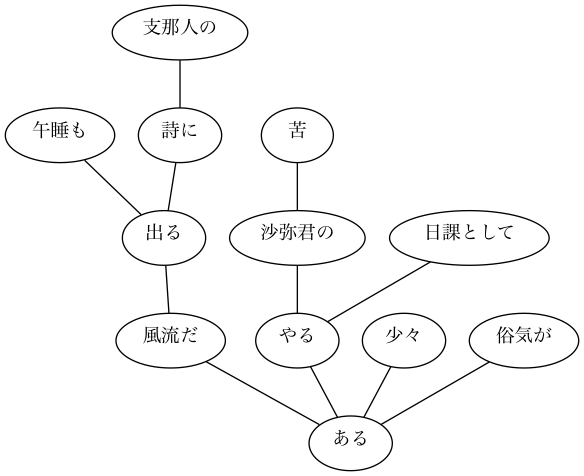 支那人の
午睡も
詩に
苦
出る
沙弥君の
日課として
風流だ
やる
少々
俗気が
ある